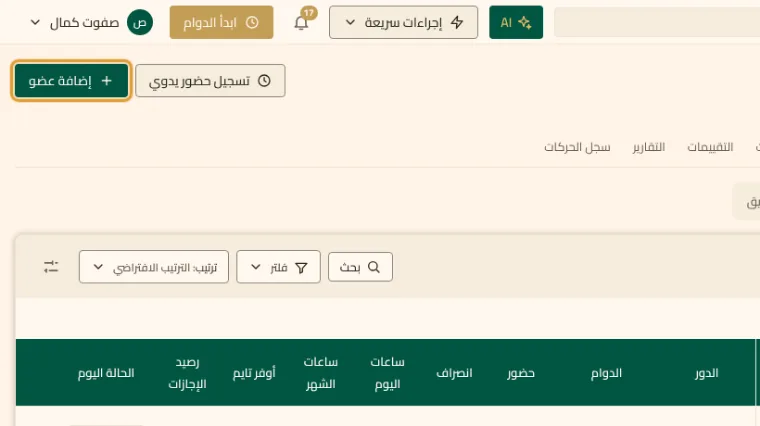 AI
إجراءات سريعة
17
ابدأ الدوام
ص
صفوت كمال
تسجيل حضور يدوي
إضافة عضو
التقييمات
التقارير
سجل الحركات
بحث
فلتر
ترتيب: الترتيب الافتراضي
الدور
الدوام
حضور
انصراف
ساعات اليوم
ساعات الشهر
أوفر تايم
رصيد الإجازات
الحالة اليوم